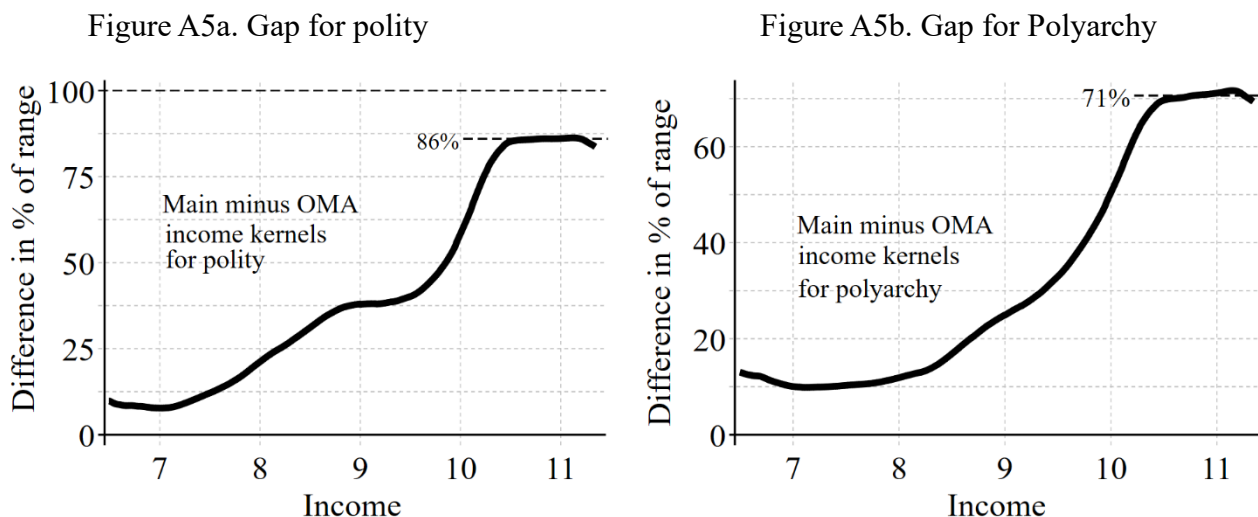 Figure A5a. Gap for polity
Figure A5b. Gap for Polyarchy
Difference in % of range
100
75
50
25
0
86%
Main minus OMA
income kernels
for polity
7 8 9 10 11
Income
Difference in % of range
60
40
20
0
71%
Main minus OMA
income kernels
for polyarchy
7 8 9 10 11
Income